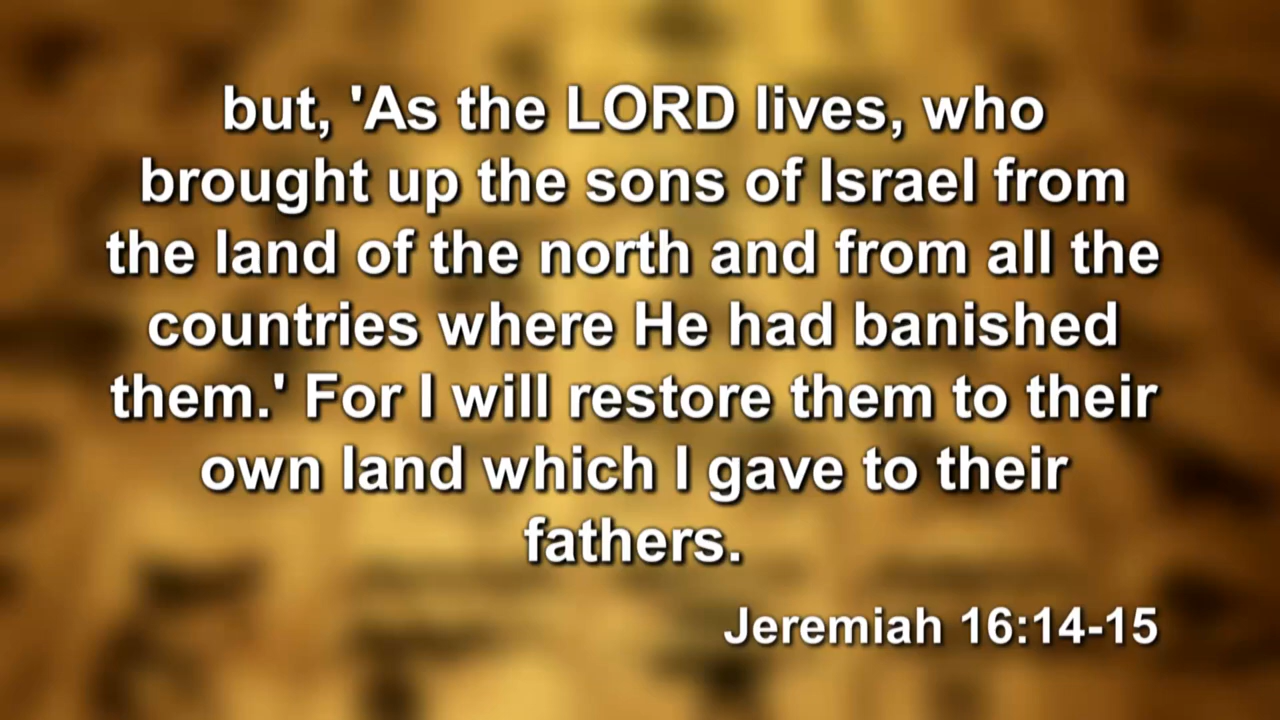 but, 'As the LORD lives, who
brought up the sons of Israel from
the land of the north and from all the
countries where He had banished
them.' For I will restore them to their
own land which I gave to their
fathers.
Jeremiah 16:14-15